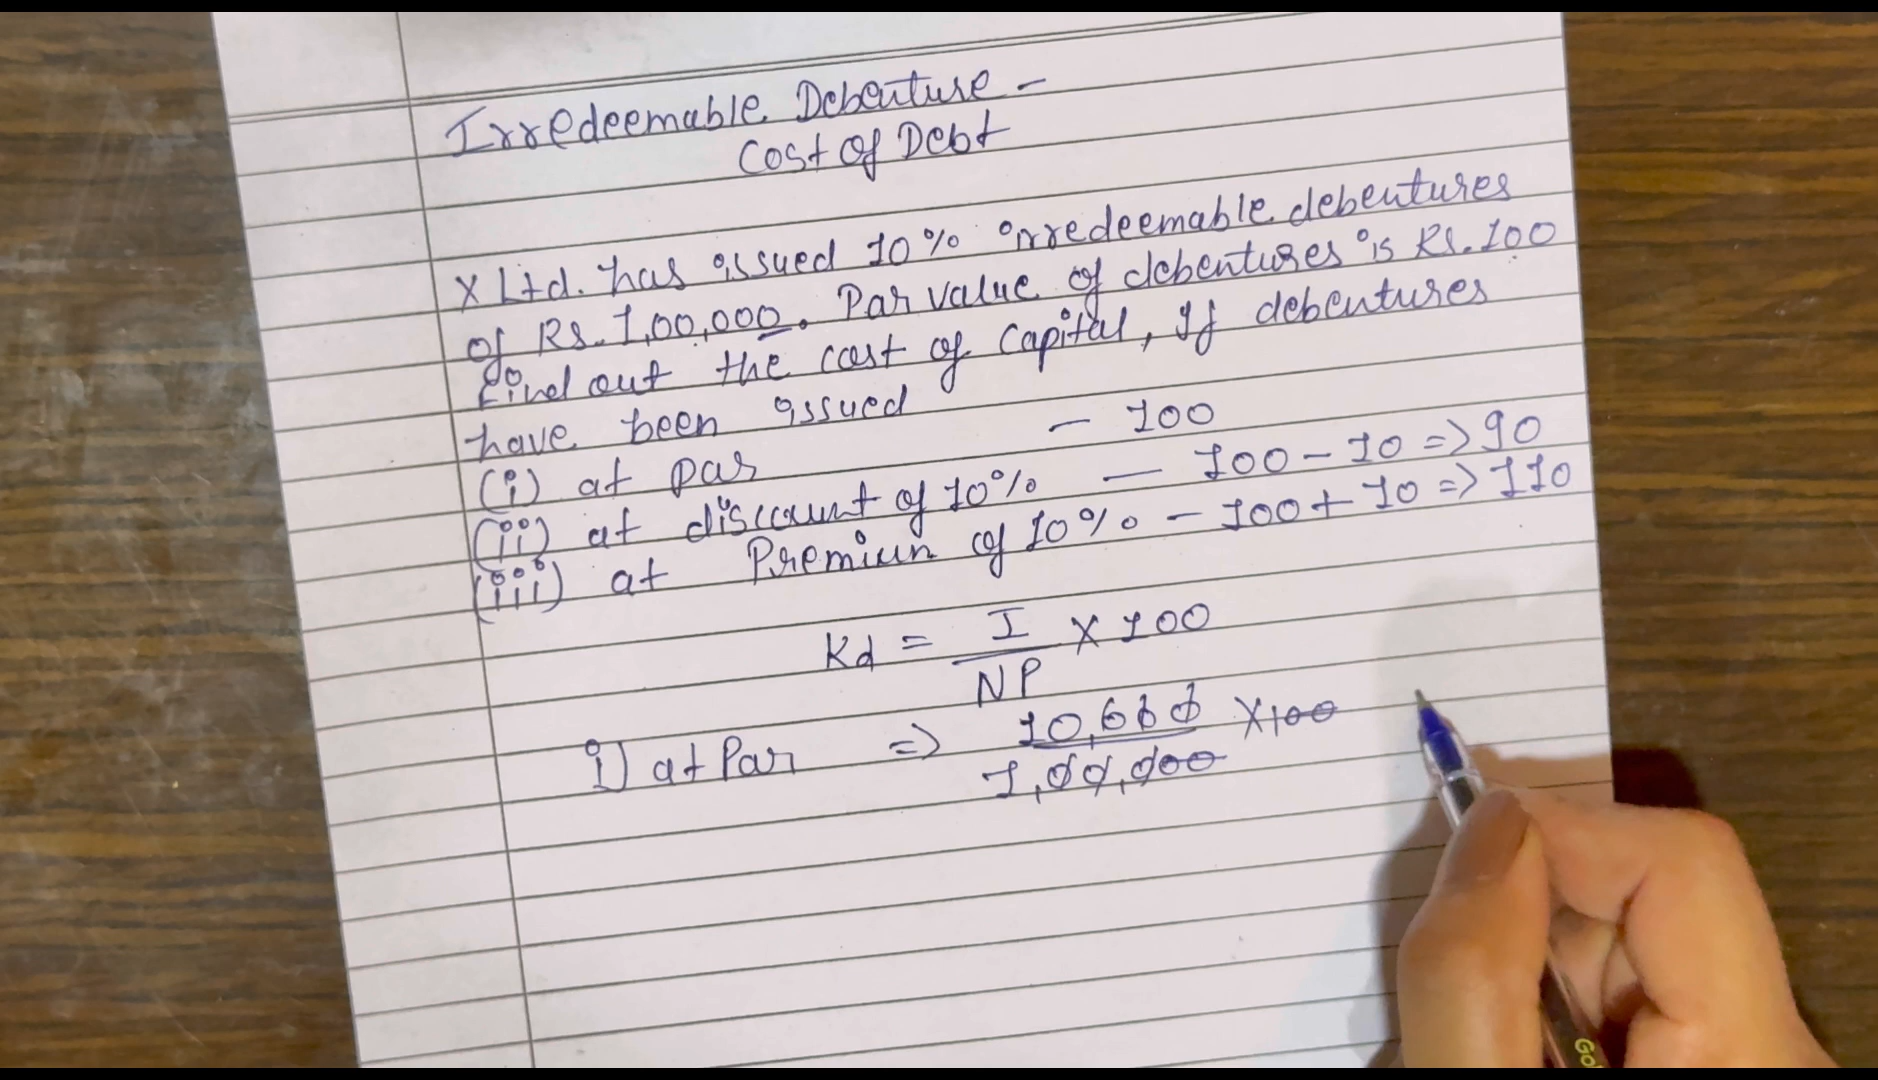 Irredeemable Debenture -
Cost of Debt
X Ltd. has issued 10% irredeemable debentures
of Rs. 1,00,000. Par value of debentures is Rs. 100
Find out the cost of capital, If debentures
have been issued
(i) at par - 100
(ii) at discount of 10% - 100 - 10 => 90
(iii) at Premium of 10% - 100 + 10 => 110
Kd = I / NP X 100
i) at Par => 10,000 / 1,00,000 X 100
Go